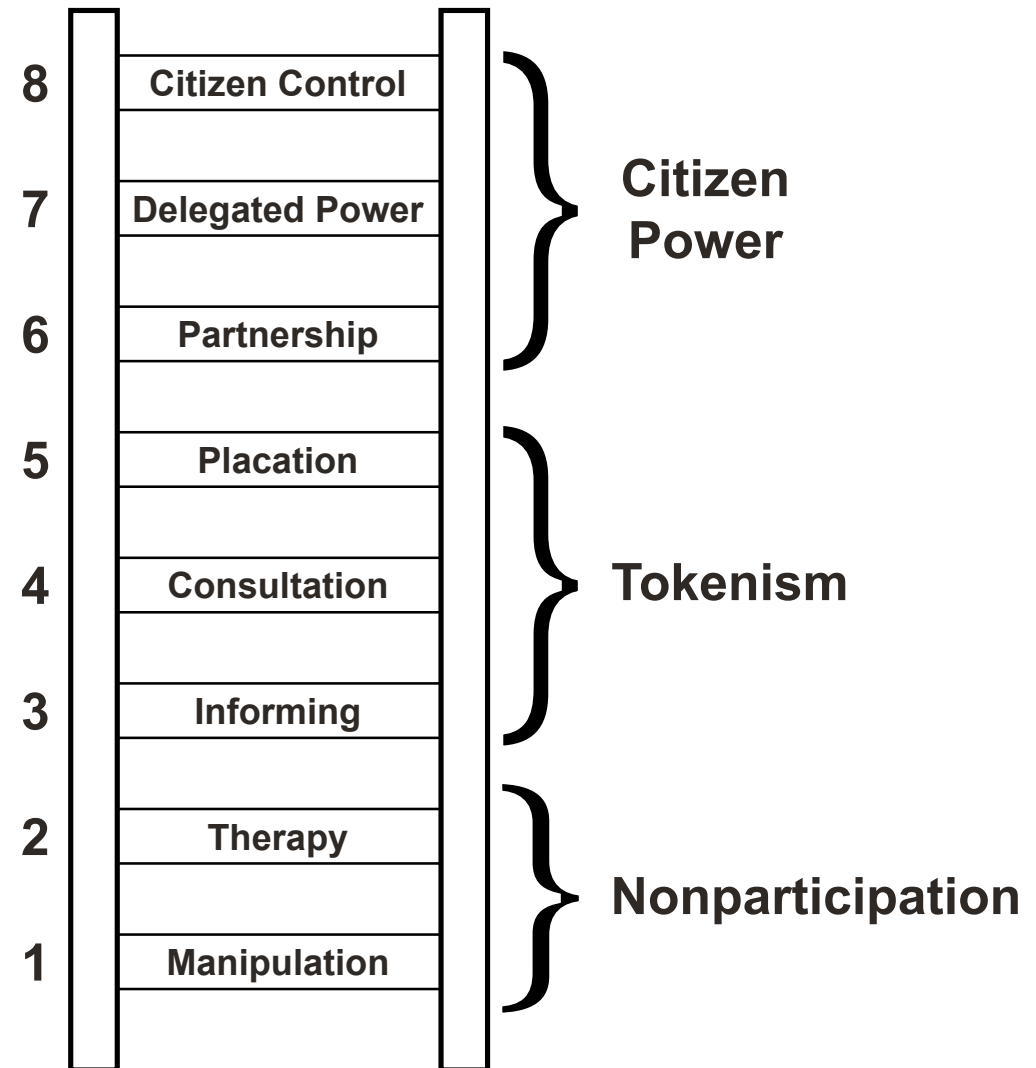 8 Citizen Control
7 Delegated Power
6 Partnership
Citizen
Power
5 Placation
4 Consultation
3 Informing
Tokenism
2 Therapy
1 Manipulation
Nonparticipation